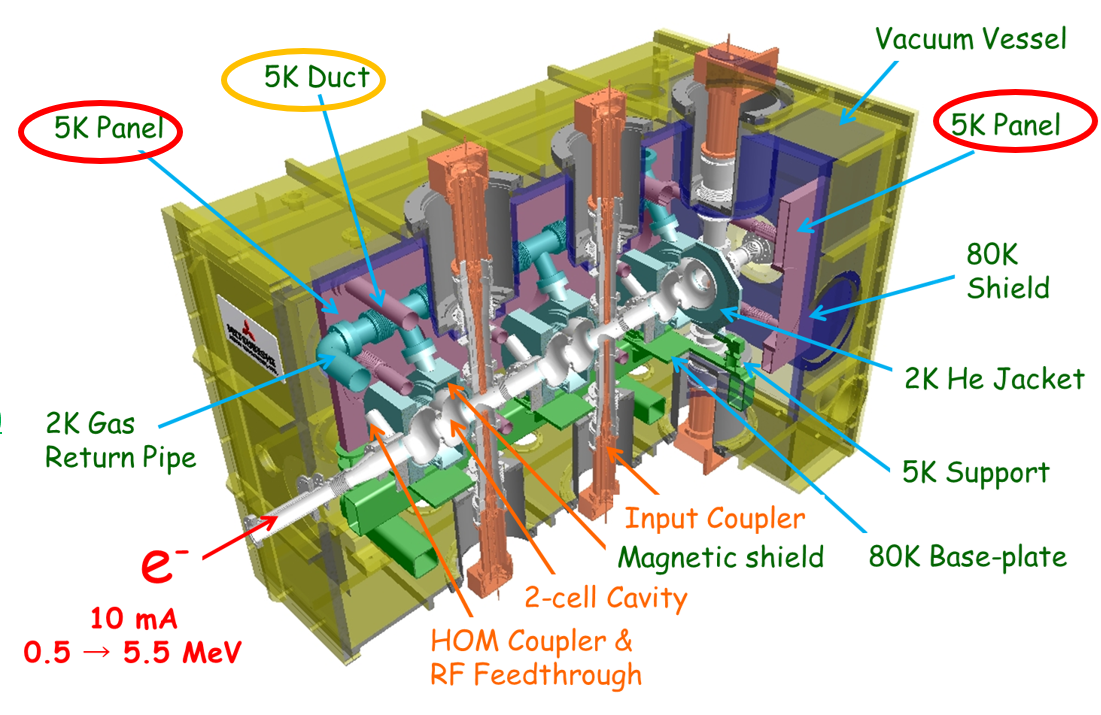 Vacuum Vessel
5K Duct
5K Panel
5K Panel
80K
Shield
2K He Jacket
2K Gas
Return Pipe
5K Support
Input Coupler
Magnetic shield
80K Base-plate
e-
2-cell Cavity
10 mA
0.5 → 5.5 MeV
HOM Coupler &
RF Feedthrough